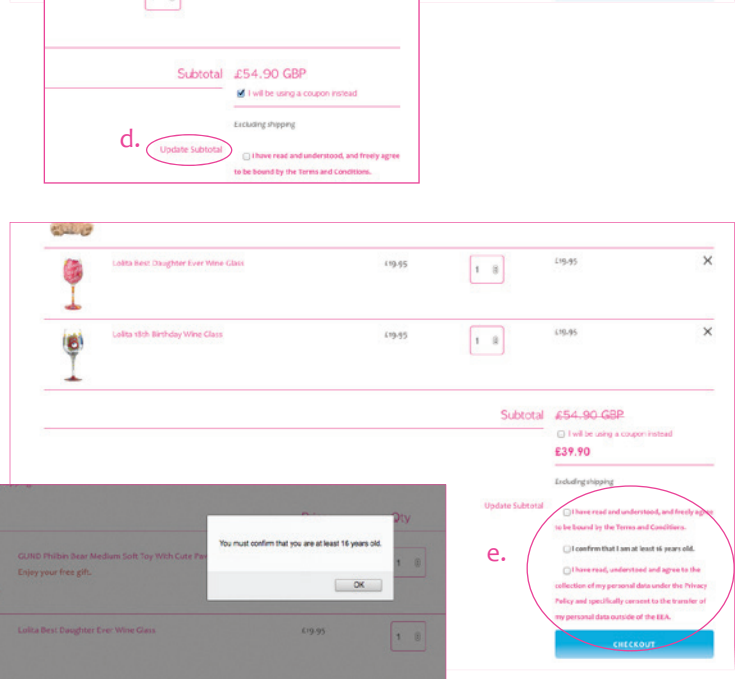 Subtotal £54.90 GBP
I will be using a coupon instead
Excluding shipping
d.
Update Subtotal
I have read and understood, and freely agree
to be bound by the Terms and Conditions.
Lolita Best Daughter Ever Wine Glass £19.95 1 £19.95
Lolita 18th Birthday Wine Glass £19.95 1 £19.95
Subtotal £54.90 GBP
I will be using a coupon instead
£39.90
Excluding shipping
Update Subtotal
I have read and understood, and freely agree
to be bound by the Terms and Conditions.
e.
I confirm that I am at least 16 years old.
I have read, understood and agree to the
collection of my personal data under the Privacy
Policy and specifically consent to the transfer of
my personal data outside of the EEA.
CHECKOUT
Qty
You must confirm that you are at least 16 years old.
OK
GUND Philbin Bear Medium Soft Toy With Cute 1
Enjoy your free gift.
Lolita Best Daughter Ever Wine Glass £19.95 1